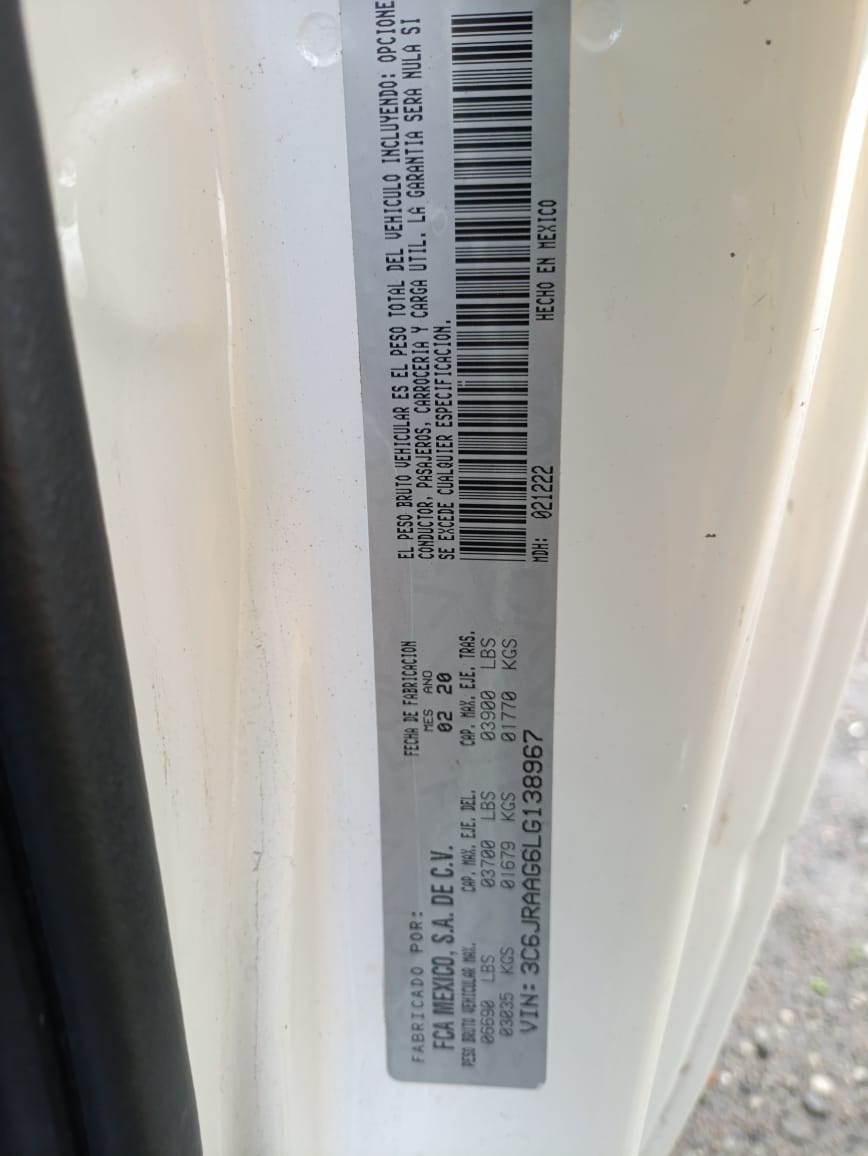 FABRICADO POR:
FCA MEXICO, S.A. DE C.V.
FECHA DE FABRICACION
MES ANO
02 20
PESO BRUTO VEHICULAR MAX. CAP. MAX. EJE. DEL. CAP. MAX. EJE. TRAS.
06690 LBS 03700 LBS 03900 LBS
03035 KGS 01679 KGS 01770 KGS
VIN: 3C6JRAAG6LG138967
EL PESO BRUTO VEHICULAR ES EL PESO TOTAL DEL VEHICULO INCLUYENDO: OPCIONE
CONDUCTOR, PASAJEROS, CARROCERIA Y CARGA UTIL. LA GARANTIA SERA NULA SI
SE EXCEDE CUALQUIER ESPECIFICACION.
MDH: 021222 HECHO EN MEXICO